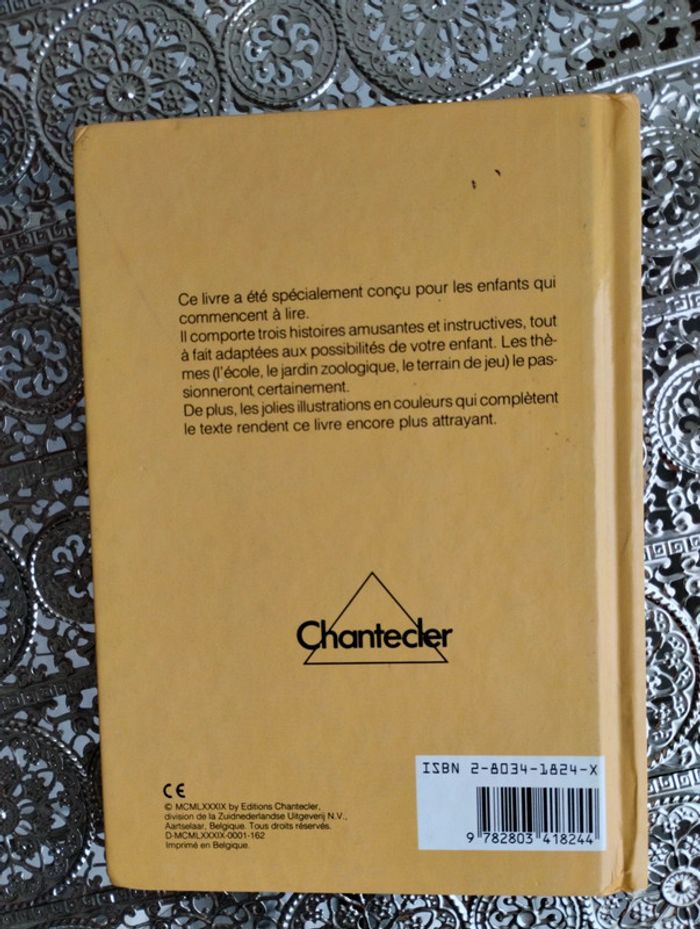 Ce livre a été spécialement conçu pour les enfants qui
commencent à lire.
Il comporte trois histoires amusantes et instructives, tout
à fait adaptées aux possibilités de votre enfant. Les thè-
mes (l'école, le jardin zoologique, le terrain de jeu) le pas-
sionneront certainement.
De plus, les jolies illustrations en couleurs qui complètent
le texte rendent ce livre encore plus attrayant.
Chantecler
ISBN 2-8034-1824-X
9 782803 418244
CE
© MCMLXXXIX by Editions Chantecler,
division de la Zuidnederlandse Uitgeverij N.V.,
Aartselaar, Belgique. Tous droits réservés.
D-MCMLXXXIX-0001-162
Imprimé en Belgique.